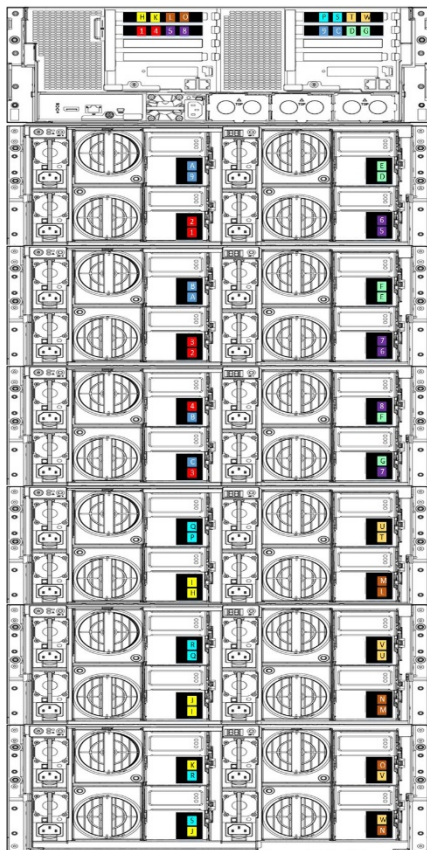 H K L O P S T W
1 4 5 8 9 C D G
A E
9 D
2 6
1 5
B F
A E
3 7
2 6
4 8
B F
C G
3 7
Q U
P T
I M
H L
R V
Q U
J N
I M
K O
R V
S W
J N